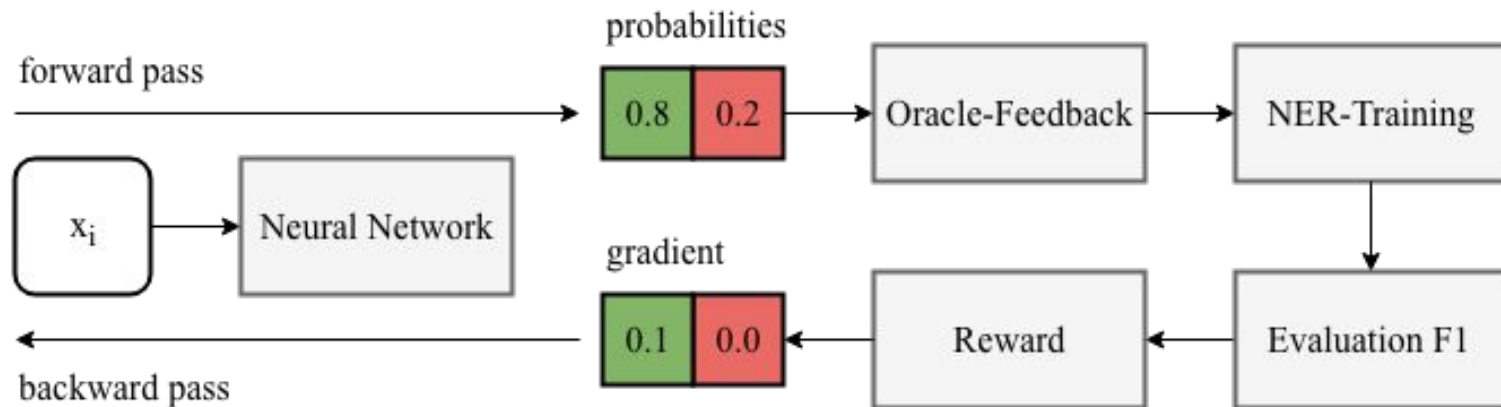 probabilities
forward pass
0.8 0.2
Oracle-Feedback
NER-Training
xi
Neural Network
gradient
0.1 0.0
Reward
Evaluation F1
backward pass